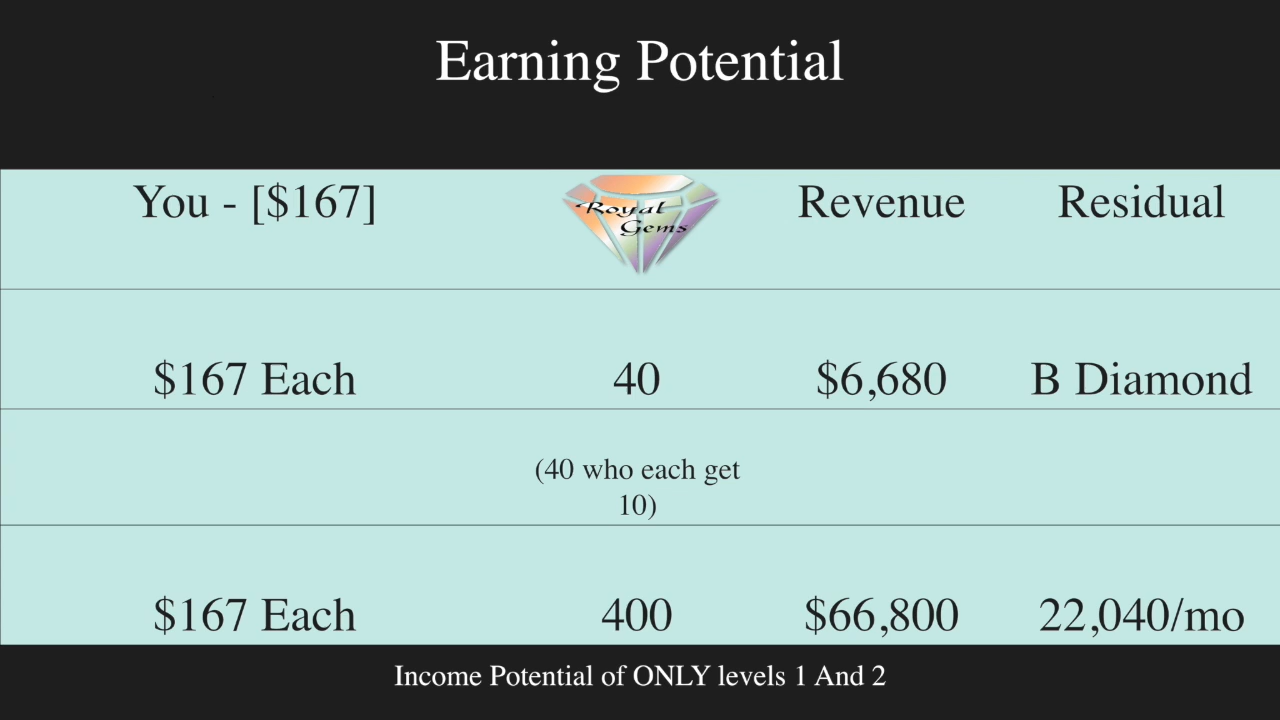 Earning Potential
You - [$167]
Royal
Gems
Revenue
Residual
$167 Each
40
$6,680
B Diamond
(40 who each get
10)
$167 Each
400
$66,800
22,040/mo
Income Potential of ONLY levels 1 And 2